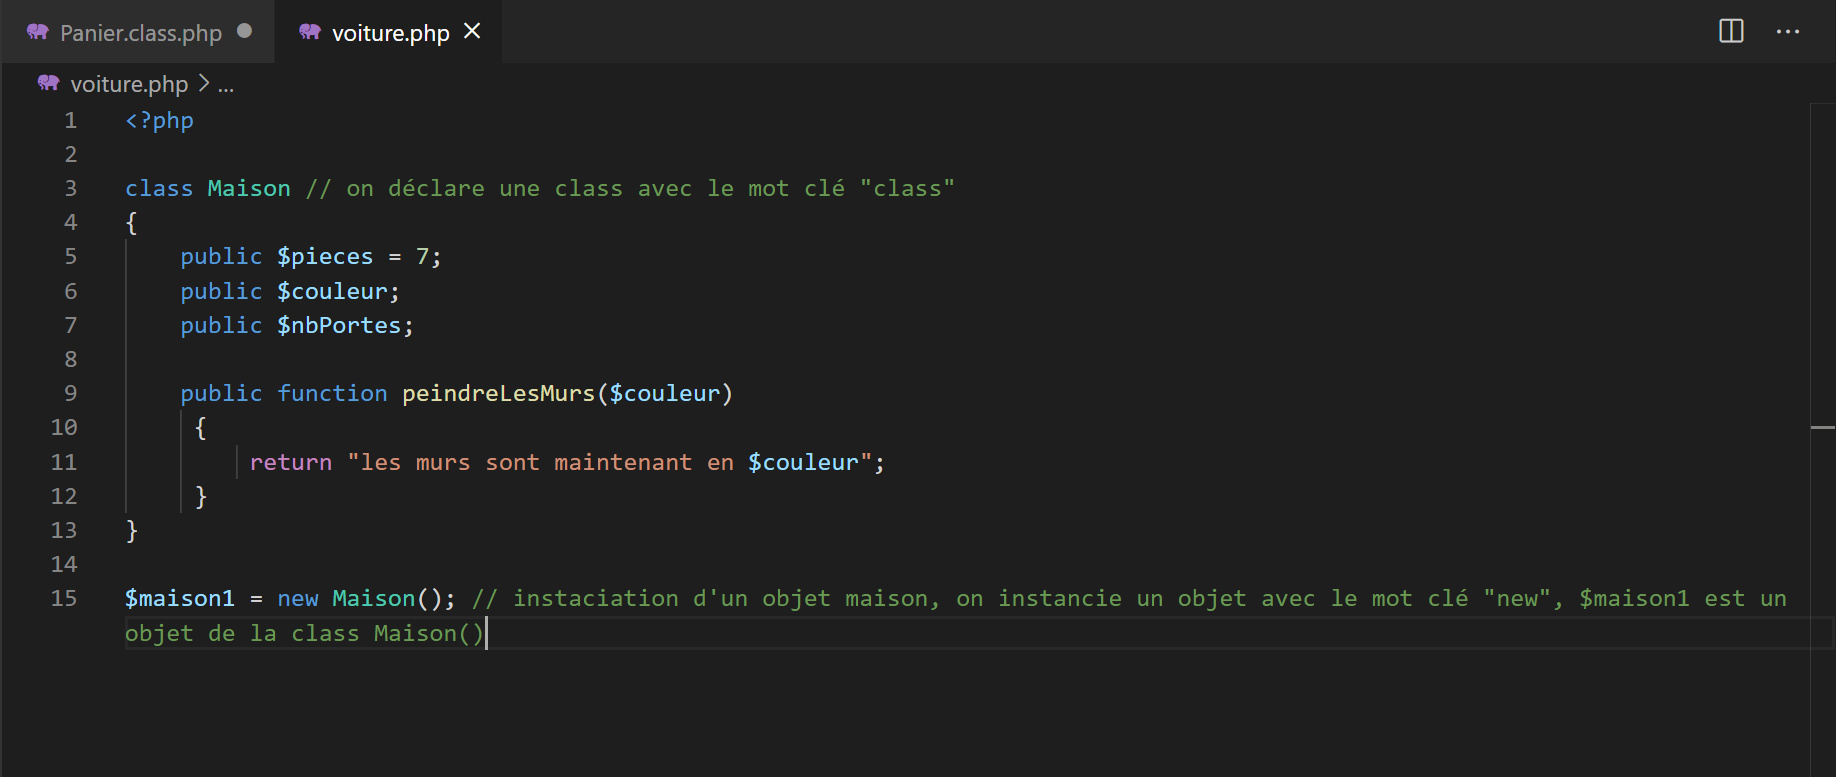 Panier.class.php voiture.php
voiture.php > ...
1 <?php
2
3 class Maison // on déclare une class avec le mot clé "class"
4 {
5 public $pieces = 7;
6 public $couleur;
7 public $nbPortes;
8
9 public function peindreLesMurs($couleur)
10 {
11 return "les murs sont maintenant en $couleur";
12 }
13 }
14
15 $maison1 = new Maison(); // instaciation d'un objet maison, on instancie un objet avec le mot clé "new", $maison1 est un
objet de la class Maison()